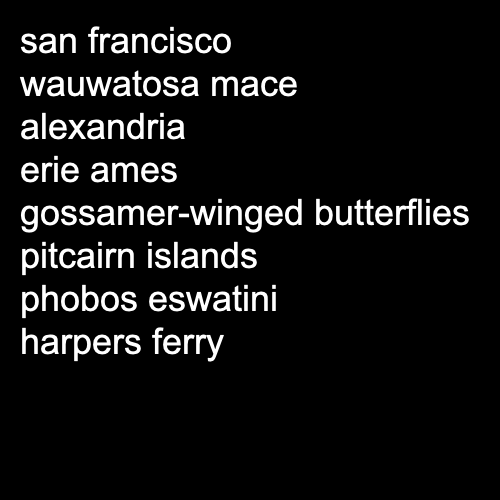 san francisco
wauwatosa mace
alexandria
erie ames
gossamer-winged butterflies
pitcairn islands
phobos eswatini
harpers ferry